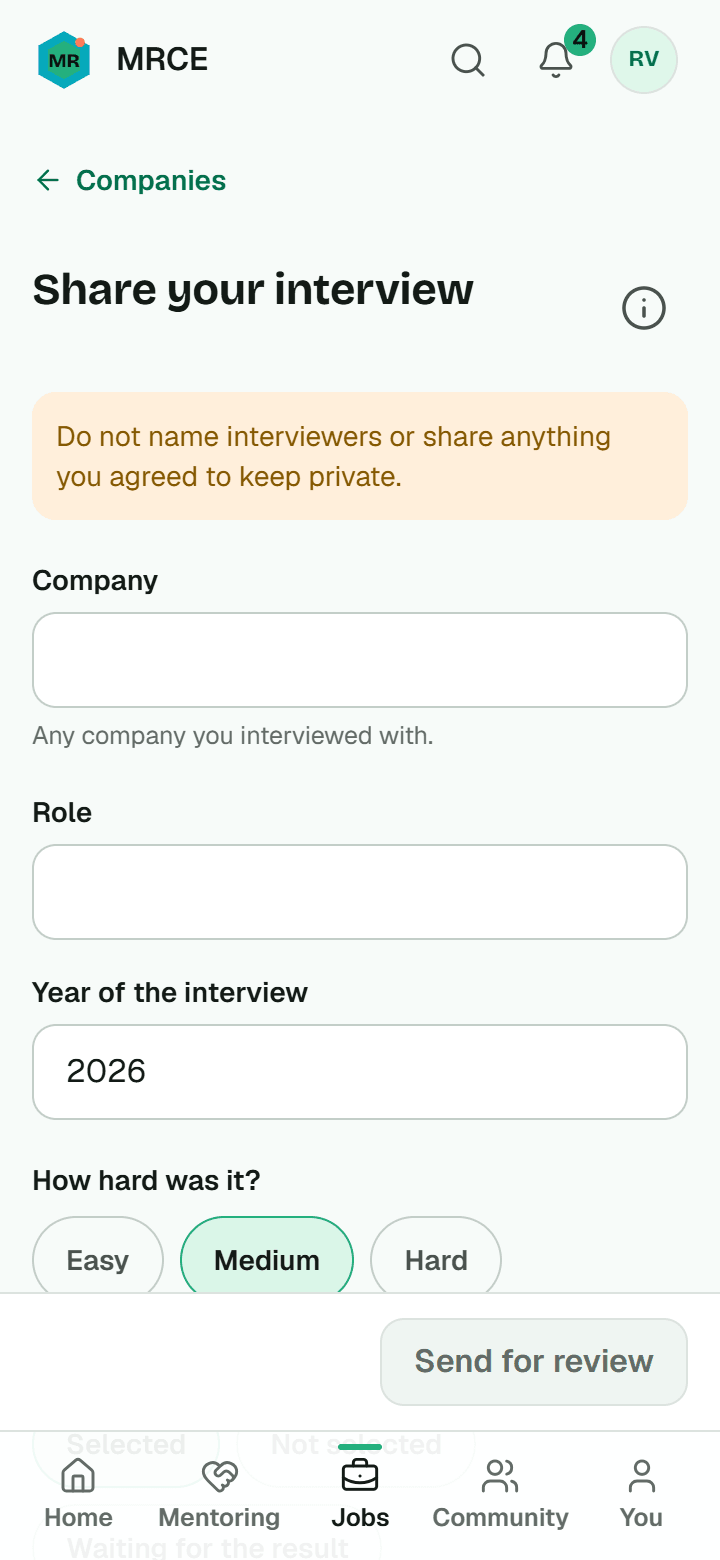 MR
MRCE
4
RV
Companies
Share your interview
Do not name interviewers or share anything
you agreed to keep private.
Company
Any company you interviewed with.
Role
Year of the interview
2026
How hard was it?
Easy
Medium
Hard
Send for review
Selected
Not selected
Home
Mentoring
Jobs
Community
You
Waiting for the result